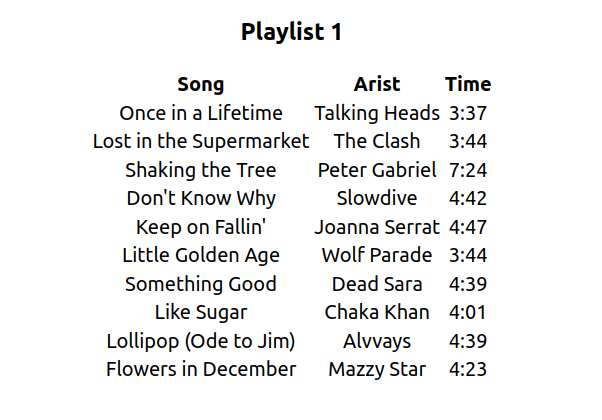 Playlist 1
Song Arist Time
Once in a Lifetime Talking Heads 3:37
Lost in the Supermarket The Clash 3:44
Shaking the Tree Peter Gabriel 7:24
Don't Know Why Slowdive 4:42
Keep on Fallin' Joanna Serrat 4:47
Little Golden Age Wolf Parade 3:44
Something Good Dead Sara 4:39
Like Sugar Chaka Khan 4:01
Lollipop (Ode to Jim) Alvvays 4:39
Flowers in December Mazzy Star 4:23